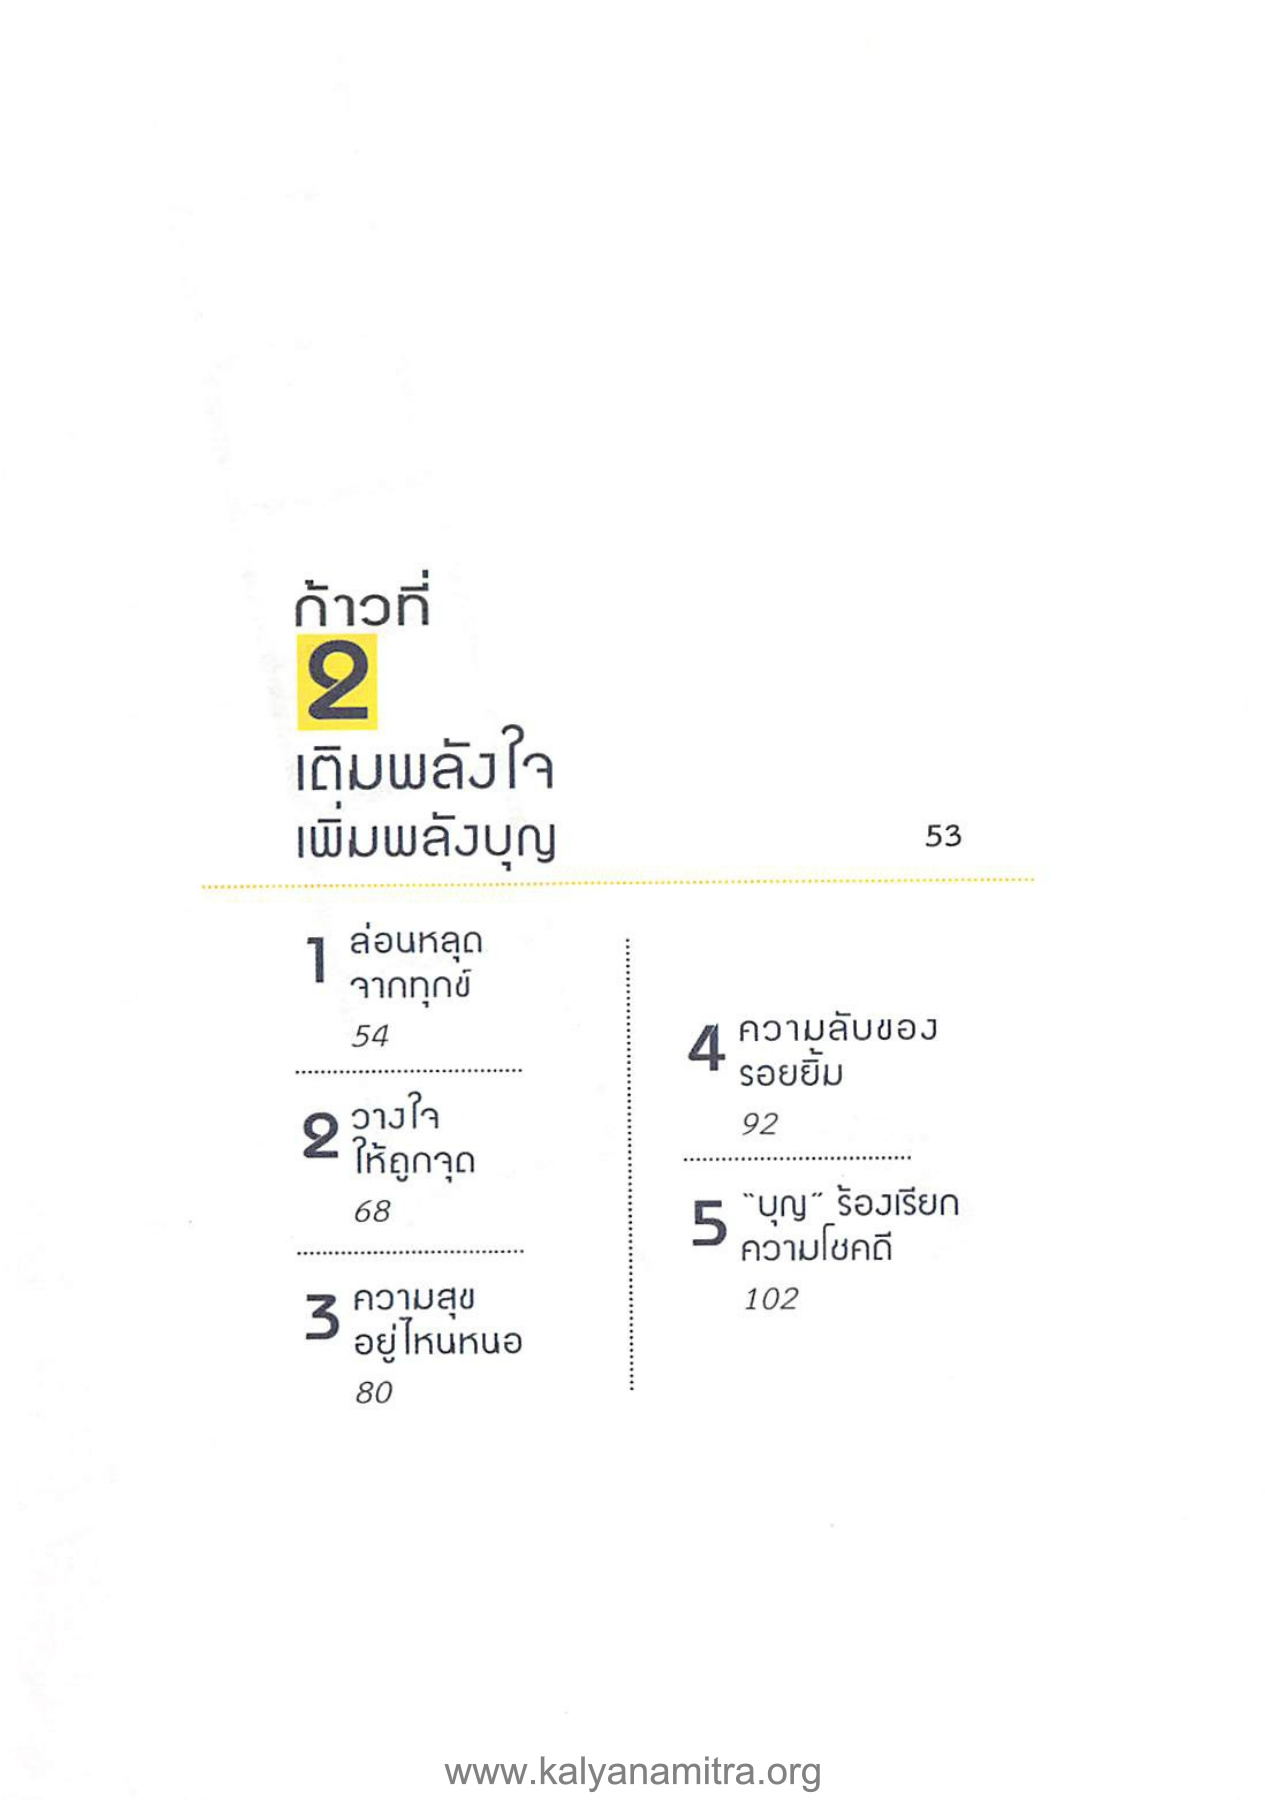 ก้าวที่
2
เติมพลังใจ
เพิ่มพลังบุญ
53
1 ล่อนหลุด
จากทุกข์
54
2 วางใจ
ให้ถูกจุด
68
3 ความสุข
อยู่ไหนหนอ
80
4 ความลับของ
รอยยิ้ม
92
5 "บุญ" ร้องเรียก
ความโชคดี
102
www.kalyanamitra.org